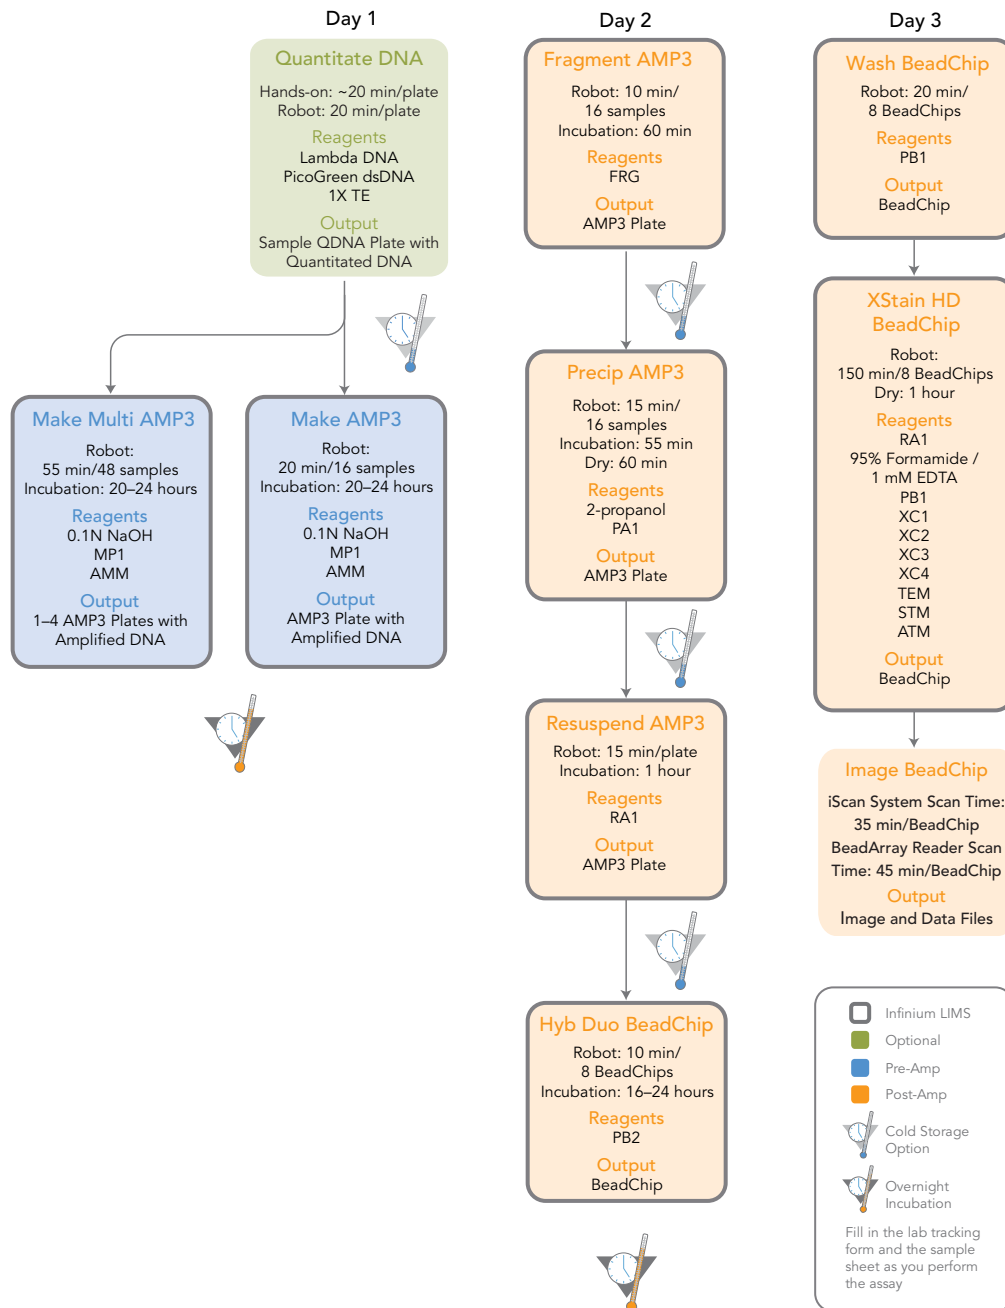 Day 1
Quantitate DNA
Hands-on: ~20 min/plate
Robot: 20 min/plate
Reagents
Lambda DNA
PicoGreen dsDNA
1X TE
Output
Sample QDNA Plate with
Quantitated DNA
Make Multi AMP3
Robot:
55 min/48 samples
Incubation: 20–24 hours
Reagents
0.1N NaOH
MP1
AMM
Output
1–4 AMP3 Plates with
Amplified DNA
Make AMP3
Robot:
20 min/16 samples
Incubation: 20–24 hours
Reagents
0.1N NaOH
MP1
AMM
Output
AMP3 Plate with
Amplified DNA
Day 2
Fragment AMP3
Robot: 10 min/
16 samples
Incubation: 60 min
Reagents
FRG
Output
AMP3 Plate
Precip AMP3
Robot: 15 min/
16 samples
Incubation: 55 min
Dry: 60 min
Reagents
2-propanol
PA1
Output
AMP3 Plate
Resuspend AMP3
Robot: 15 min/plate
Incubation: 1 hour
Reagents
RA1
Output
AMP3 Plate
Hyb Duo BeadChip
Robot: 10 min/
8 BeadChips
Incubation: 16–24 hours
Reagents
PB2
Output
BeadChip
Day 3
Wash BeadChip
Robot: 20 min/
8 BeadChips
Reagents
PB1
Output
BeadChip
XStain HD
BeadChip
Robot:
150 min/8 BeadChips
Dry: 1 hour
Reagents
RA1
95% Formamide /
1 mM EDTA
PB1
XC1
XC2
XC3
XC4
TEM
STM
ATM
Output
BeadChip
Image BeadChip
iScan System Scan Time:
35 min/BeadChip
BeadArray Reader Scan
Time: 45 min/BeadChip
Output
Image and Data Files
Infinium LIMS
Optional
Pre-Amp
Post-Amp
Cold Storage
Option
Overnight
Incubation
Fill in the lab tracking
form and the sample
sheet as you perform
the assay